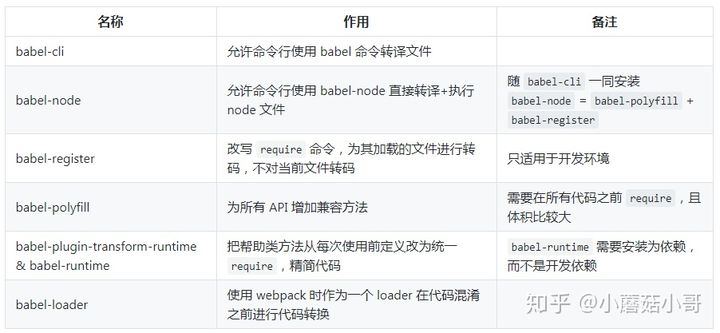 名称 作用 备注
babel-cli 允许命令行使用 babel 命令转译文件
babel-node 允许命令行使用 babel-node 直接转译+执行
node 文件
随 babel-cli 一同安装
babel-node = babel-polyfill +
babel-register
babel-register 改写 require 命令，为其加载的文件进行转
码，不对当前文件转码
只适用于开发环境
babel-polyfill 为所有 API 增加兼容方法
需要在所有代码之前 require ，且
体积比较大
babel-plugin-transform-runtime
& babel-runtime
把帮助类方法从每次使用前定义改为统一
require ，精简代码
babel-runtime 需要安装为依赖，
而不是开发依赖
babel-loader 使用 webpack 时作为一个 loader 在代码混淆
之前进行代码转换
知乎 @小蘑菇小哥